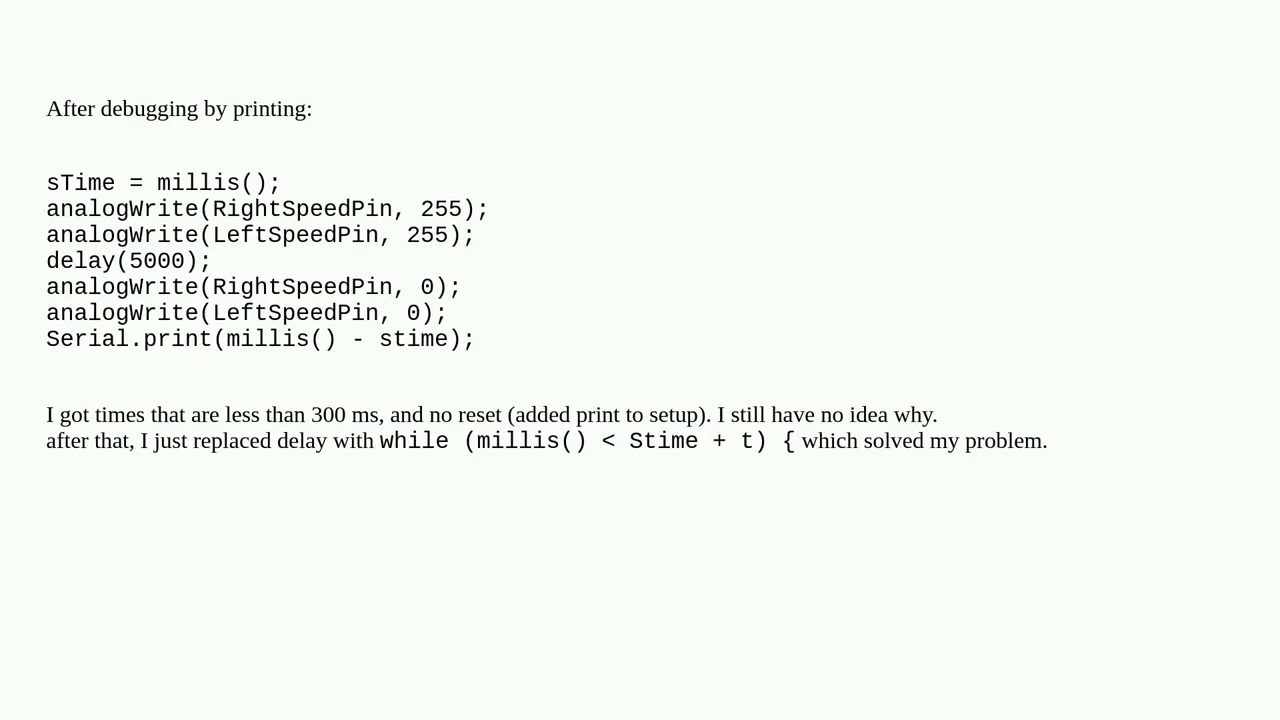 After debugging by printing:
sTime = millis();
analogWrite(RightSpeedPin, 255);
analogWrite(LeftSpeedPin, 255);
delay(5000);
analogWrite(RightSpeedPin, 0);
analogWrite(LeftSpeedPin, 0);
Serial.print(millis() - stime);
I got times that are less than 300 ms, and no reset (added print to setup). I still have no idea why.
after that, I just replaced delay with while (millis() < Stime + t) { which solved my problem.